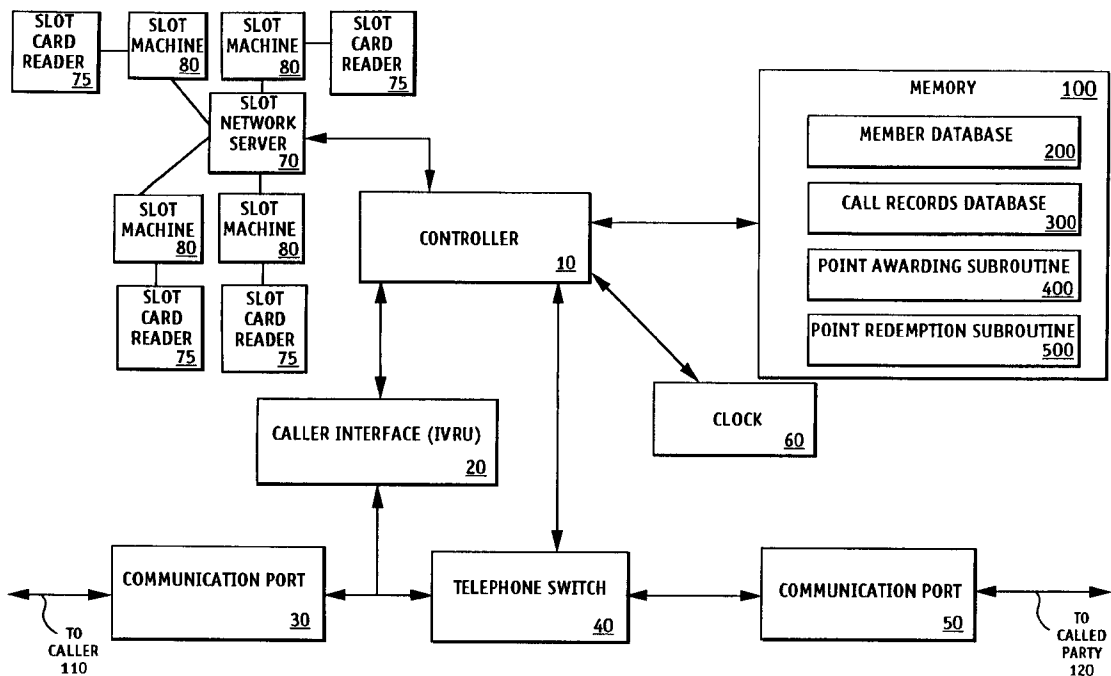 SLOT
CARD
READER
75
SLOT
MACHINE
80
SLOT
MACHINE
80
SLOT
CARD
READER
75
SLOT
NETWORK
SERVER
70
SLOT
MACHINE
80
SLOT
MACHINE
80
SLOT
CARD
READER
75
SLOT
CARD
READER
75
CONTROLLER
10
MEMORY 100
MEMBER DATABASE
200
CALL RECORDS DATABASE
300
POINT AWARDING SUBROUTINE
400
POINT REDEMPTION SUBROUTINE
500
CLOCK
60
CALLER INTERFACE (IVRU)
20
COMMUNICATION PORT
30
TELEPHONE SWITCH
40
COMMUNICATION PORT
50
TO
CALLER
110
TO
CALLED
PARTY
120